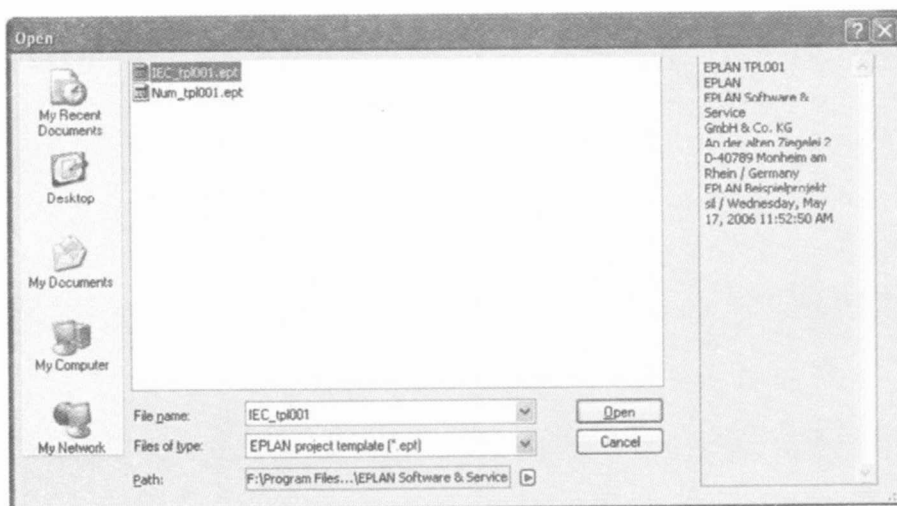 Open
My Recent
Documents
Desktop
My Documents
My Computer
My Network
IEC_tpl001.ept
Num_tpl001.ept
EPLAN TPL001
EPLAN
EPLAN Software &
Service
GmbH & Co. KG
An der alten Ziegelei 2
D-40789 Monheim am
Rhein / Germany
EPLAN Beispielprojekt
sil / Wednesday, May
17, 2006 11:52:50 AM
File name:
IEC_tpl001
Open
Files of type:
EPLAN project template (*.ept)
Cancel
Path:
F:\Program Files...\EPLAN Software & Service